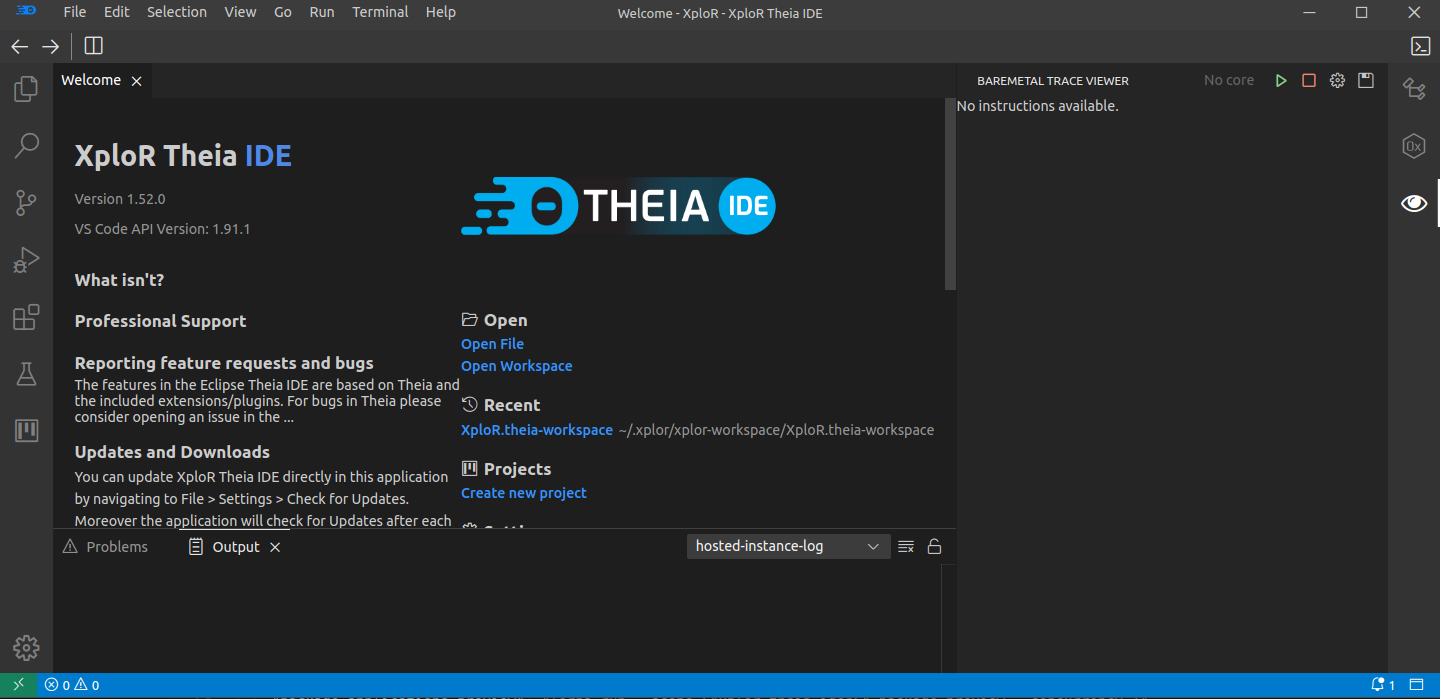 File Edit Selection View Go Run Terminal Help
Welcome - XploR - XploR Theia IDE
Welcome
BAREMETAL TRACE VIEWER
No core
No instructions available.
XploR Theia IDE
Version 1.52.0
VS Code API Version: 1.91.1
THEIA IDE
What isn't?
Professional Support
Reporting feature requests and bugs
The features in the Eclipse Theia IDE are based on Theia and
the included extensions/plugins. For bugs in Theia please
consider opening an issue in the ...
Updates and Downloads
You can update XploR Theia IDE directly in this application
by navigating to File > Settings > Check for Updates.
Moreover the application will check for Updates after each
Open
Open File
Open Workspace
Recent
XploR.theia-workspace ~/.xplor/xplor-workspace/XploR.theia-workspace
Projects
Create new project
0x
Problems
Output
hosted-instance-log
0 0
1